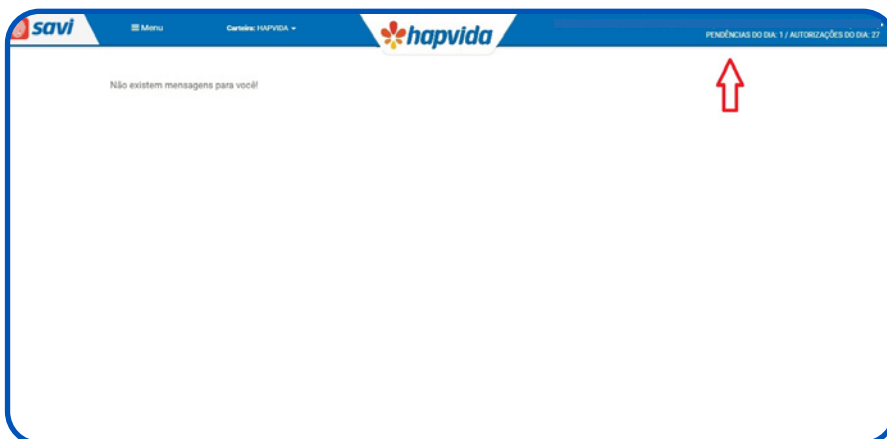 savi
Menu
Carteira: HAPVIDA
hapvida
PENDÊNCIAS DO DIA: 1 / AUTORIZAÇÕES DO DIA: 27
Não existem mensagens para você!